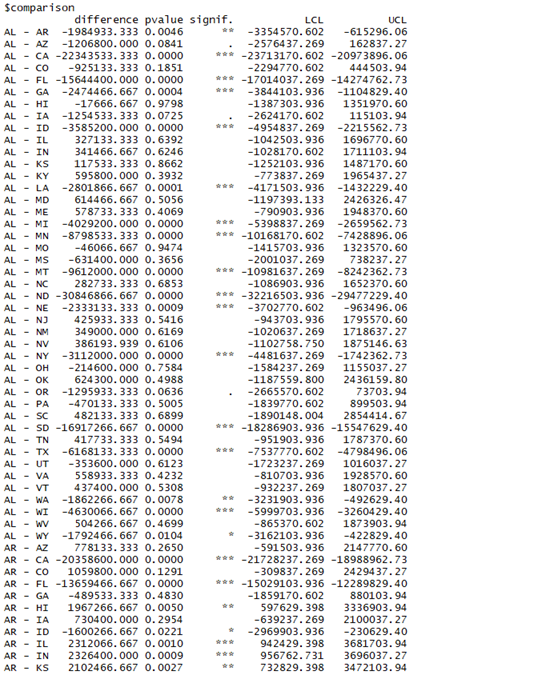 $comparison
difference pvalue signif. LCL UCL
AL - AR -1984933.333 0.0046 ** -3354570.602 -615296.06
AL - AZ -1206800.000 0.0841 . -2576437.269 162837.27
AL - CA -22343533.333 0.0000 *** -23713170.602 -20973896.06
AL - CO -925133.333 0.1851 -2294770.602 444503.94
AL - FL -15644400.000 0.0000 *** -17014037.269 -14274762.73
AL - GA -2474466.667 0.0004 *** -3844103.936 -1104829.40
AL - HI -17666.667 0.9798 -1387303.936 1351970.60
AL - IA -1254533.333 0.0725 . -2624170.602 115103.94
AL - ID -3585200.000 0.0000 *** -4954837.269 -2215562.73
AL - IL 327133.333 0.6392 -1042503.936 1696770.60
AL - IN 341466.667 0.6246 -1028170.602 1711103.94
AL - KS 117533.333 0.8662 -1252103.936 1487170.60
AL - KY 595800.000 0.3932 -773837.269 1965437.27
AL - LA -2801866.667 0.0001 *** -4171503.936 -1432229.40
AL - MD 614466.667 0.5056 -1197393.133 2426326.47
AL - ME 578733.333 0.4069 -790903.936 1948370.60
AL - MI -4029200.000 0.0000 *** -5398837.269 -2659562.73
AL - MN -8798533.333 0.0000 *** -10168170.602 -7428896.06
AL - MO -46066.667 0.9474 -1415703.936 1323570.60
AL - MS -631400.000 0.3656 -2001037.269 738237.27
AL - MT -9612000.000 0.0000 *** -10981637.269 -8242362.73
AL - NC 282733.333 0.6853 -1086903.936 1652370.60
AL - ND -30846866.667 0.0000 *** -32216503.936 -29477229.40
AL - NE -2333133.333 0.0009 *** -3702770.602 -963496.06
AL - NJ 425933.333 0.5416 -943703.936 1795570.60
AL - NM 349000.000 0.6169 -1020637.269 1718637.27
AL - NV 386193.939 0.6106 -1102758.750 1875146.63
AL - NY -3112000.000 0.0000 *** -4481637.269 -1742362.73
AL - OH -214600.000 0.7584 -1584237.269 1155037.27
AL - OK 624300.000 0.4988 -1187559.800 2436159.80
AL - OR -1295933.333 0.0636 . -2665570.602 73703.94
AL - PA -470133.333 0.5005 -1839770.602 899503.94
AL - SC 482133.333 0.6899 -1890148.004 2854414.67
AL - SD -16917266.667 0.0000 *** -18286903.936 -15547629.40
AL - TN 417733.333 0.5494 -951903.936 1787370.60
AL - TX -6168133.333 0.0000 *** -7537770.602 -4798496.06
AL - UT -353600.000 0.6123 -1723237.269 1016037.27
AL - VA 558933.333 0.4232 -810703.936 1928570.60
AL - VT 437400.000 0.5308 -932237.269 1807037.27
AL - WA -1862266.667 0.0078 ** -3231903.936 -492629.40
AL - WI -4630066.667 0.0000 *** -5999703.936 -3260429.40
AL - WV 504266.667 0.4699 -865370.602 1873903.94
AL - WY -1792466.667 0.0104 * -3162103.936 -422829.40
AR - AZ 778133.333 0.2650 -591503.936 2147770.60
AR - CA -20358600.000 0.0000 *** -21728237.269 -18988962.73
AR - CO 1059800.000 0.1291 -309837.269 2429437.27
AR - FL -13659466.667 0.0000 *** -15029103.936 -12289829.40
AR - GA -489533.333 0.4830 -1859170.602 880103.94
AR - HI 1967266.667 0.0050 ** 597629.398 3336903.94
AR - IA 730400.000 0.2954 -639237.269 2100037.27
AR - ID -1600266.667 0.0221 * -2969903.936 -230629.40
AR - IL 2312066.667 0.0010 *** 942429.398 3681703.94
AR - IN 2326400.000 0.0009 *** 956762.731 3696037.27
AR - KS 2102466.667 0.0027 ** 732829.398 3472103.94